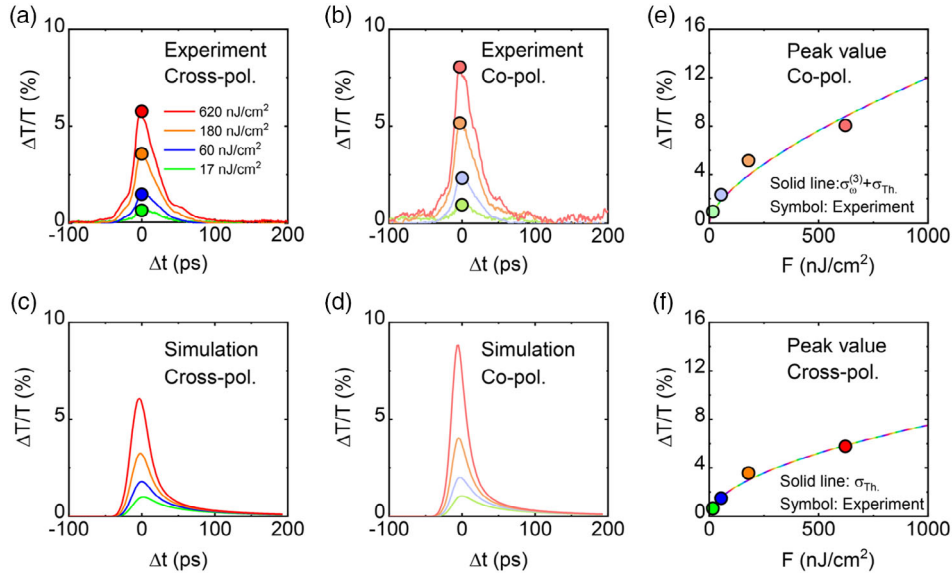 (a)
10
5
0
ΔT/T (%)
Experiment
Cross-pol.
620 nJ/cm²
180 nJ/cm²
60 nJ/cm²
17 nJ/cm²
-100 0 100 200
Δt (ps)
(b)
10
5
0
ΔT/T (%)
Experiment
Co-pol.
-100 0 100 200
Δt (ps)
(e)
16
12
8
4
0
ΔT/T (%)
Peak value
Co-pol.
Solid line:σω(3)+σTh.
Symbol: Experiment
0 500 1000
F (nJ/cm²)
(c)
10
5
0
ΔT/T (%)
Simulation
Cross-pol.
-100 0 100 200
Δt (ps)
(d)
10
5
0
ΔT/T (%)
Simulation
Co-pol.
-100 0 100 200
Δt (ps)
(f)
16
12
8
4
0
ΔT/T (%)
Peak value
Cross-pol.
Solid line: σTh.
Symbol: Experiment
0 500 1000
F (nJ/cm²)